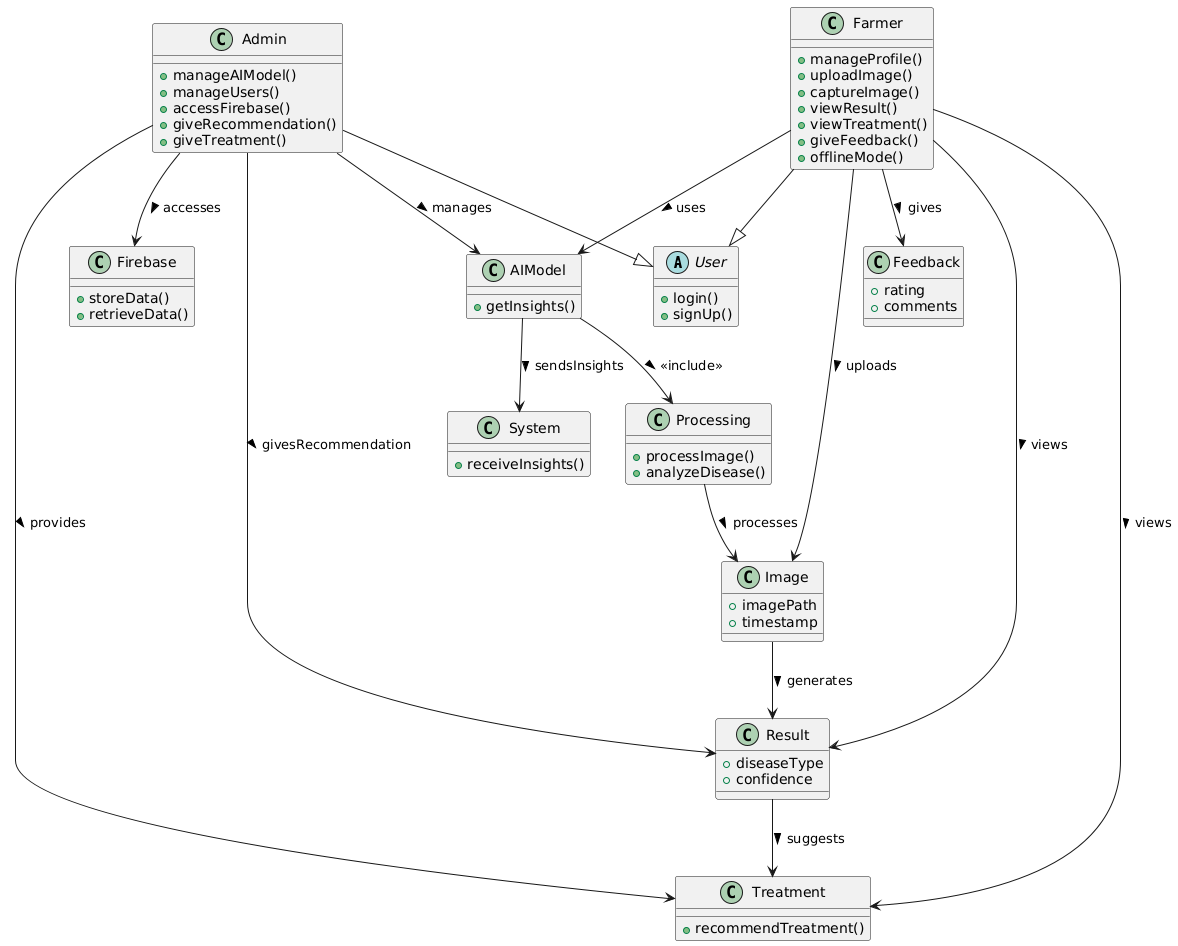 C Admin
+ manageAIModel()
+ manageUsers()
+ accessFirebase()
+ giveRecommendation()
+ giveTreatment()
C Farmer
+ manageProfile()
+ uploadImage()
+ captureImage()
+ viewResult()
+ viewTreatment()
+ giveFeedback()
+ offlineMode()
accesses
manages
uses
gives
C Firebase
+ storeData()
+ retrieveData()
C AIModel
+ getInsights()
A User
+ login()
+ signUp()
C Feedback
+ rating
+ comments
sendsInsights
«include»
uploads
C System
+ receiveInsights()
C Processing
+ processImage()
+ analyzeDisease()
givesRecommendation
views
provides
processes
views
C Image
+ imagePath
+ timestamp
generates
C Result
+ diseaseType
+ confidence
suggests
C Treatment
+ recommendTreatment()